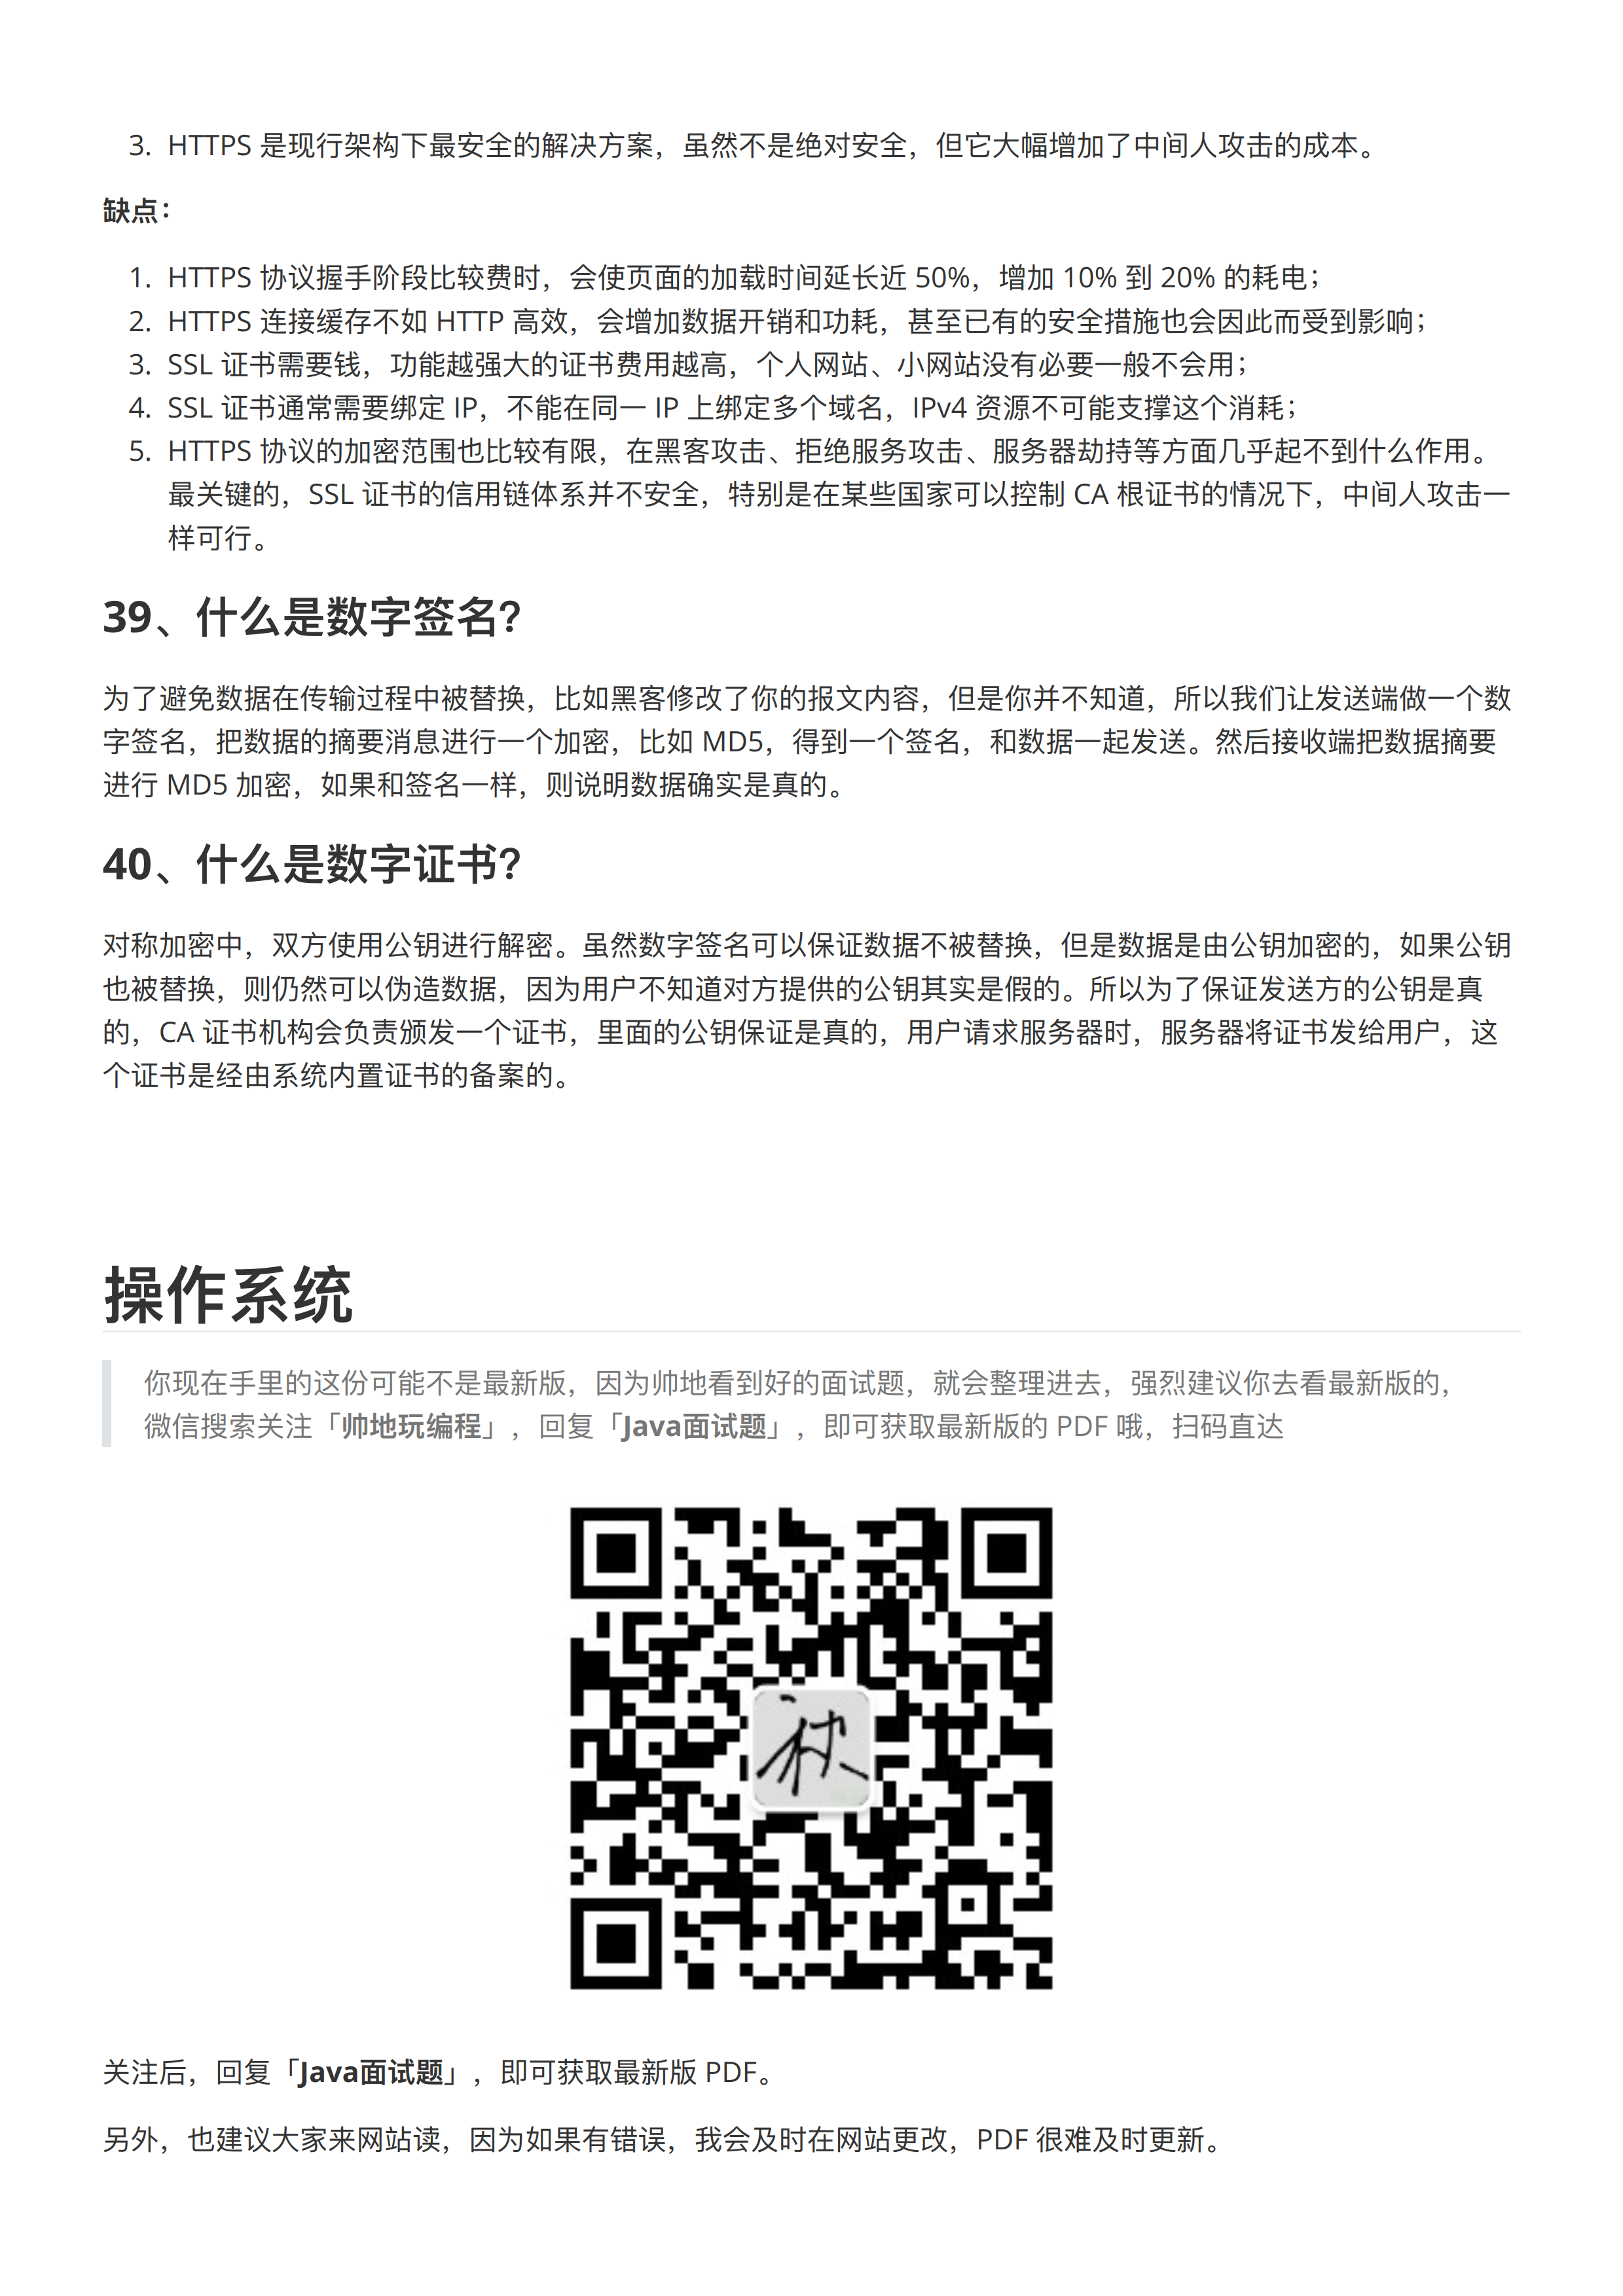 3. HTTPS 是现行架构下最安全的解决方案，虽然不是绝对安全，但它大幅增加了中间人攻击的成本。
缺点：
1. HTTPS 协议握手阶段比较费时，会使页面的加载时间延长近 50%，增加 10% 到 20% 的耗电；
2. HTTPS 连接缓存不如 HTTP 高效，会增加数据开销和功耗，甚至已有的安全措施也会因此而受到影响；
3. SSL 证书需要钱，功能越强大的证书费用越高，个人网站、小网站没有必要一般不会用；
4. SSL 证书通常需要绑定 IP，不能在同一 IP 上绑定多个域名，IPv4 资源不可能支撑这个消耗；
5. HTTPS 协议的加密范围也比较有限，在黑客攻击、拒绝服务攻击、服务器劫持等方面几乎起不到什么作用。
最关键的，SSL 证书的信用链体系并不安全，特别是在某些国家可以控制 CA 根证书的情况下，中间人攻击一
样可行。
39、什么是数字签名？
为了避免数据在传输过程中被替换，比如黑客修改了你的报文内容，但是你并不知道，所以我们让发送端做一个数
字签名，把数据的摘要消息进行一个加密，比如 MD5，得到一个签名，和数据一起发送。然后接收端把数据摘要
进行 MD5 加密，如果和签名一样，则说明数据确实是真的。
40、什么是数字证书？
对称加密中，双方使用公钥进行解密。虽然数字签名可以保证数据不被替换，但是数据是由公钥加密的，如果公钥
也被替换，则仍然可以伪造数据，因为用户不知道对方提供的公钥其实是假的。所以为了保证发送方的公钥是真
的，CA 证书机构会负责颁发一个证书，里面的公钥保证是真的，用户请求服务器时，服务器将证书发给用户，这
个证书是经由系统内置证书的备案的。
操作系统
你现在手里的这份可能不是最新版，因为帅地看到好的面试题，就会整理进去，强烈建议你去看最新版的，
微信搜索关注「帅地玩编程」，回复「Java面试题」，即可获取最新版的 PDF 哦，扫码直达
关注后，回复「Java面试题」，即可获取最新版 PDF。
另外，也建议大家来网站读，因为如果有错误，我会及时在网站更改，PDF 很难及时更新。